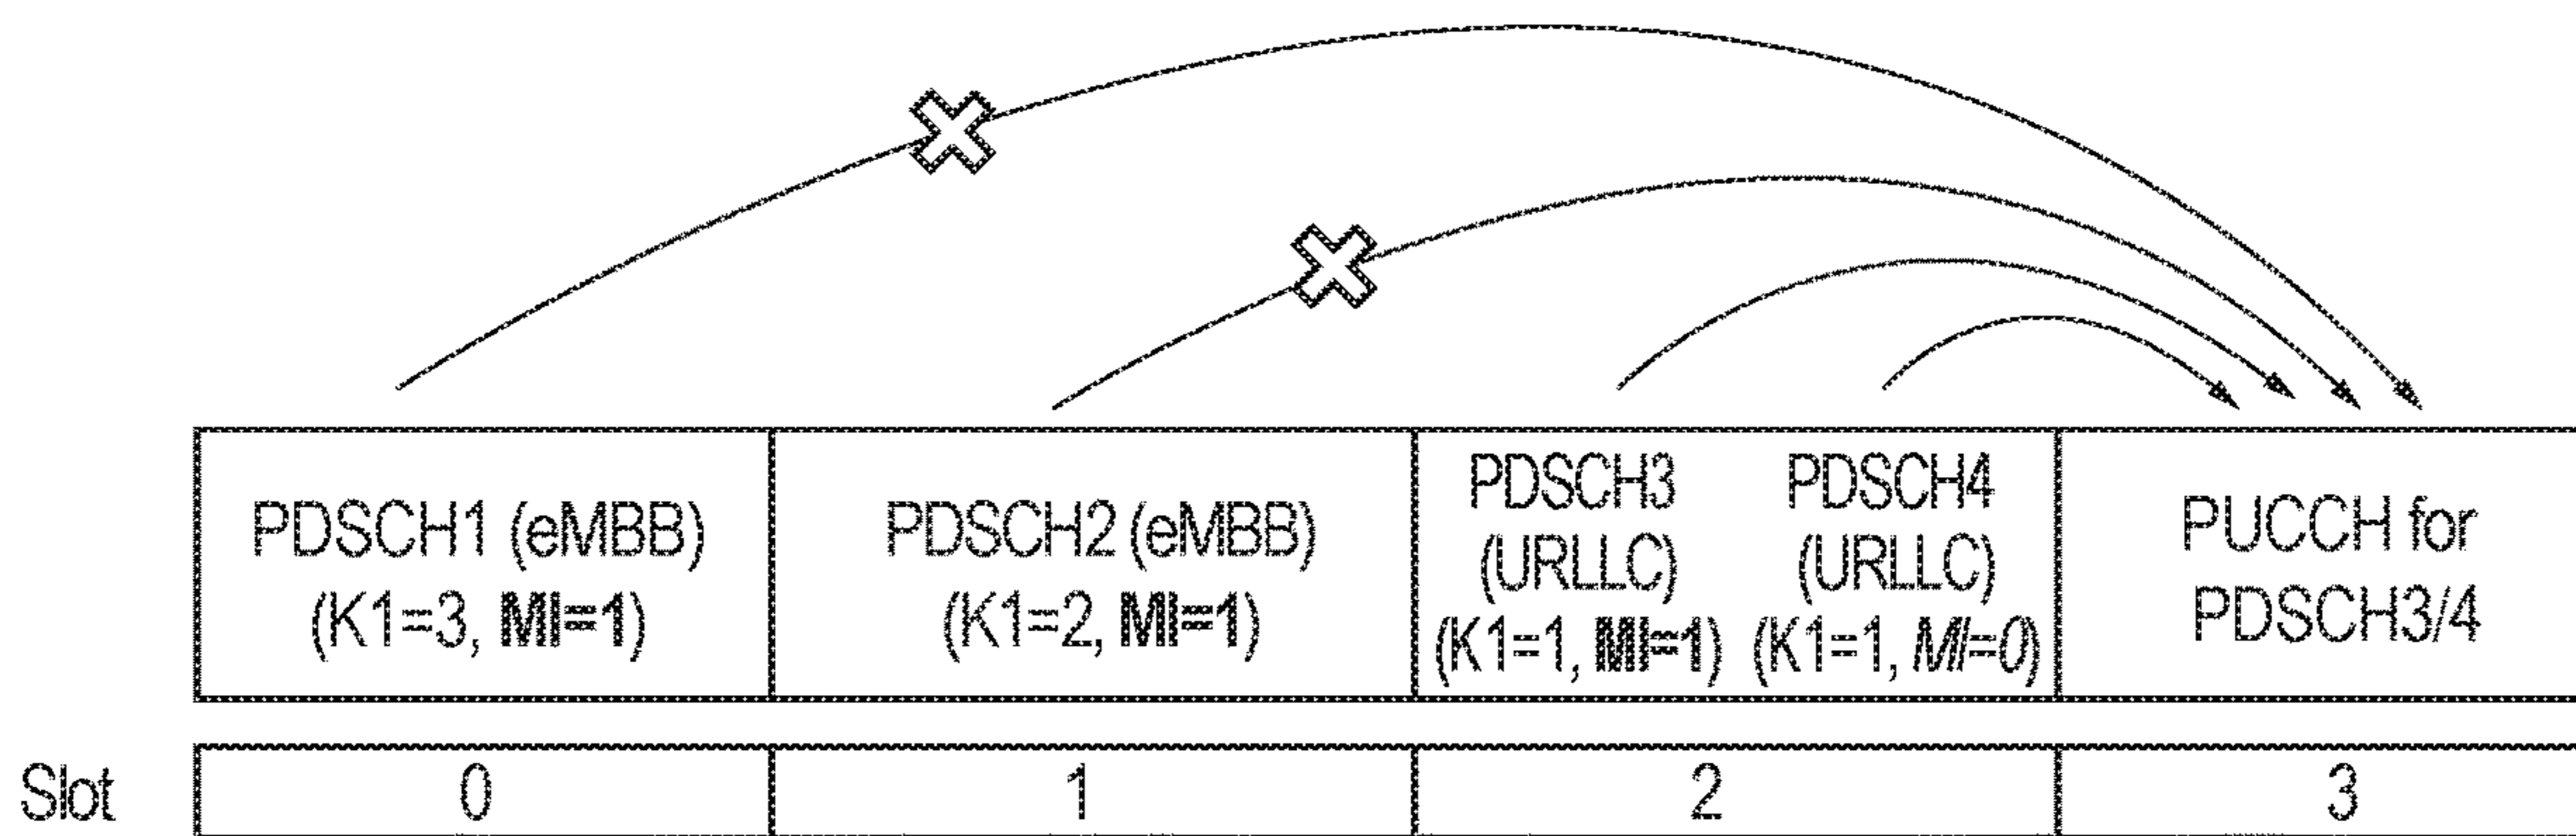 PDSCH1 (eMBB)
(K1=3, MI=1)
PDSCH2 (eMBB)
(K1=2, MI=1)
PDSCH3
(URLLC)
(K1=1, MI=1)
PDSCH4
(URLLC)
(K1=1, MI=0)
PUCCH for
PDSCH3/4
Slot
0
1
2
3